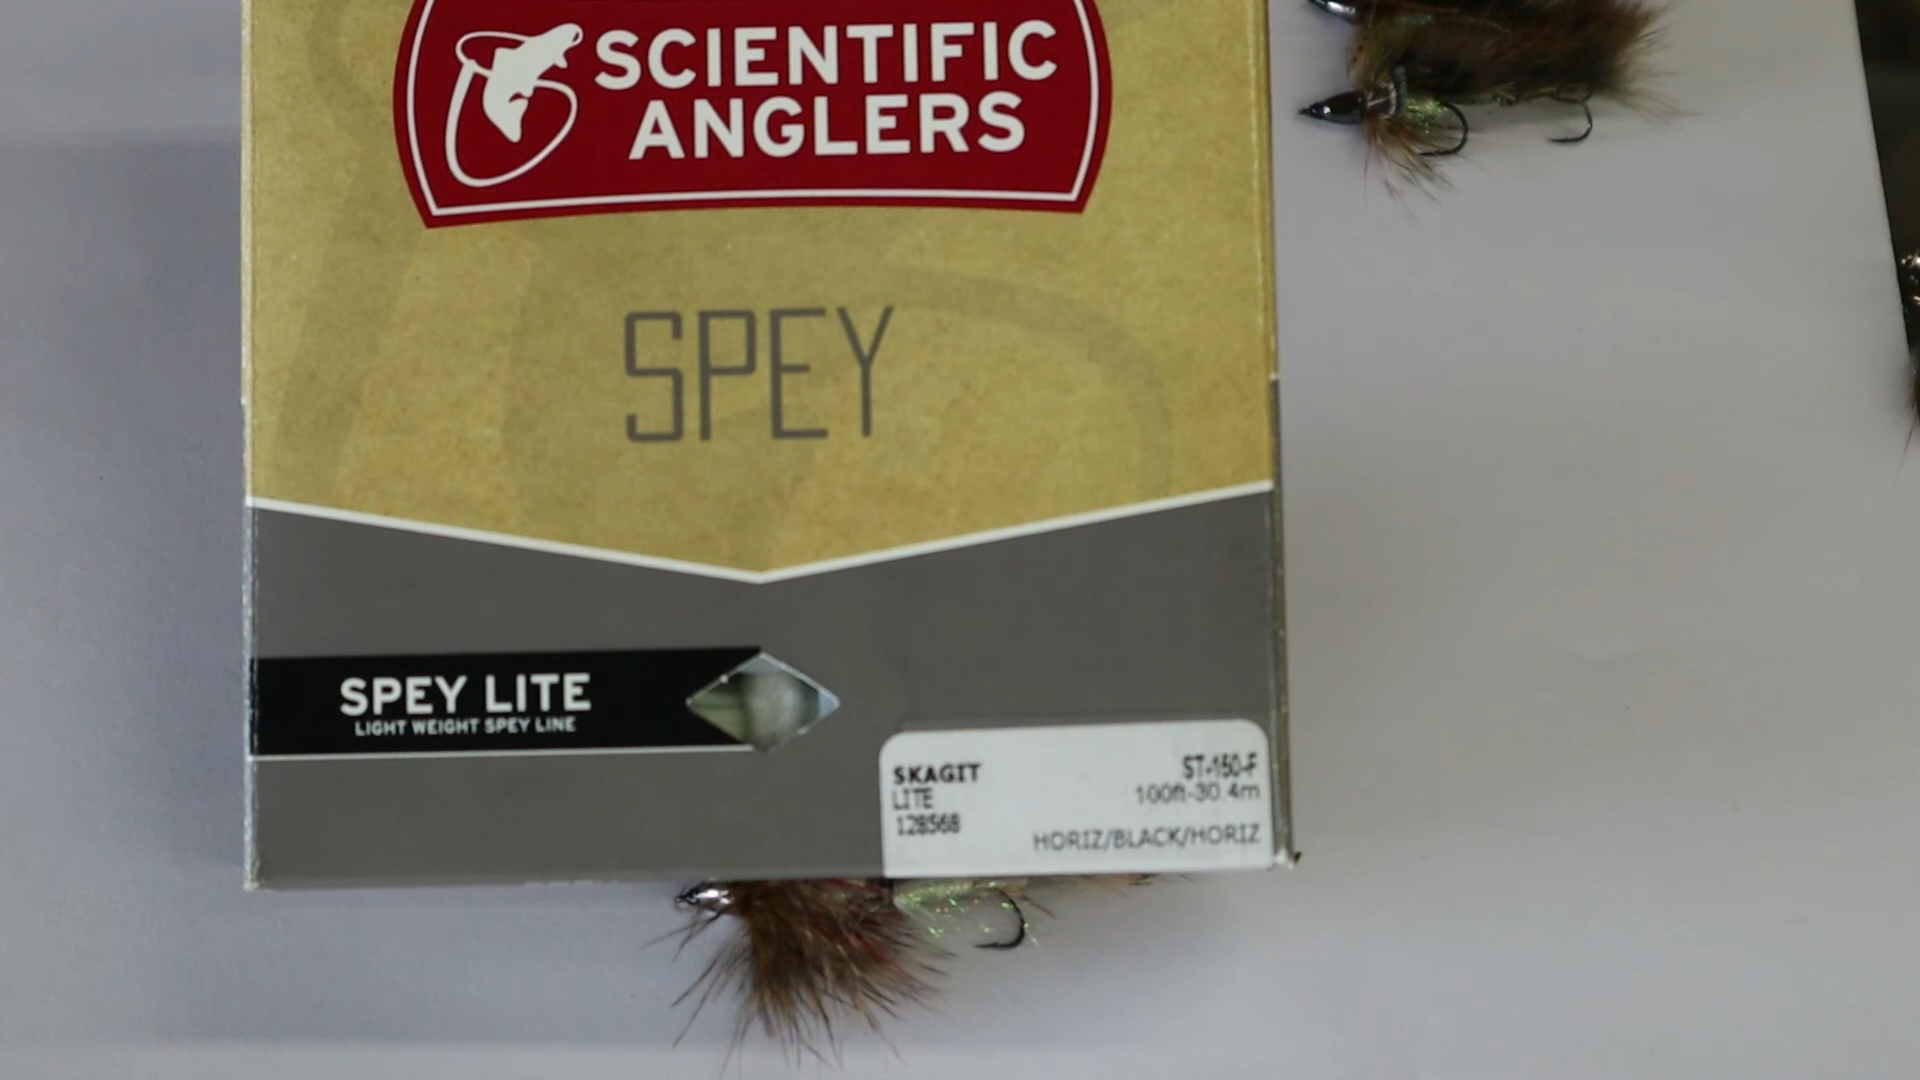 SCIENTIFIC
ANGLERS
SPEY
SPEY LITE
LIGHT WEIGHT SPEY LINE
SKAGIT
LITE
128568
ST-150-F
100ft-30.4m
HORIZ/BLACK/HORIZ